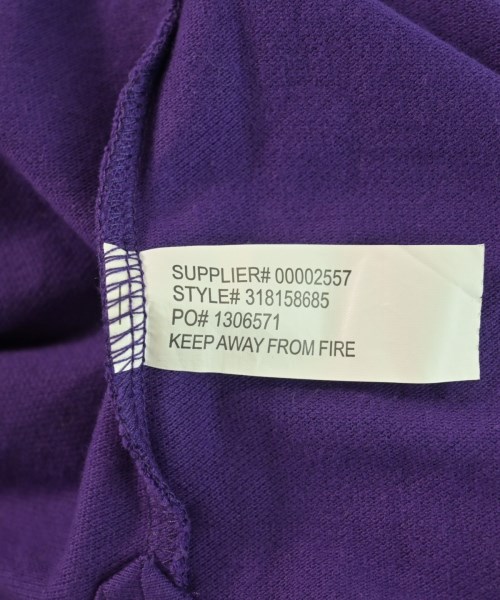 SUPPLIER# 00002557
STYLE# 318158685
PO# 1306571
KEEP AWAY FROM FIRE